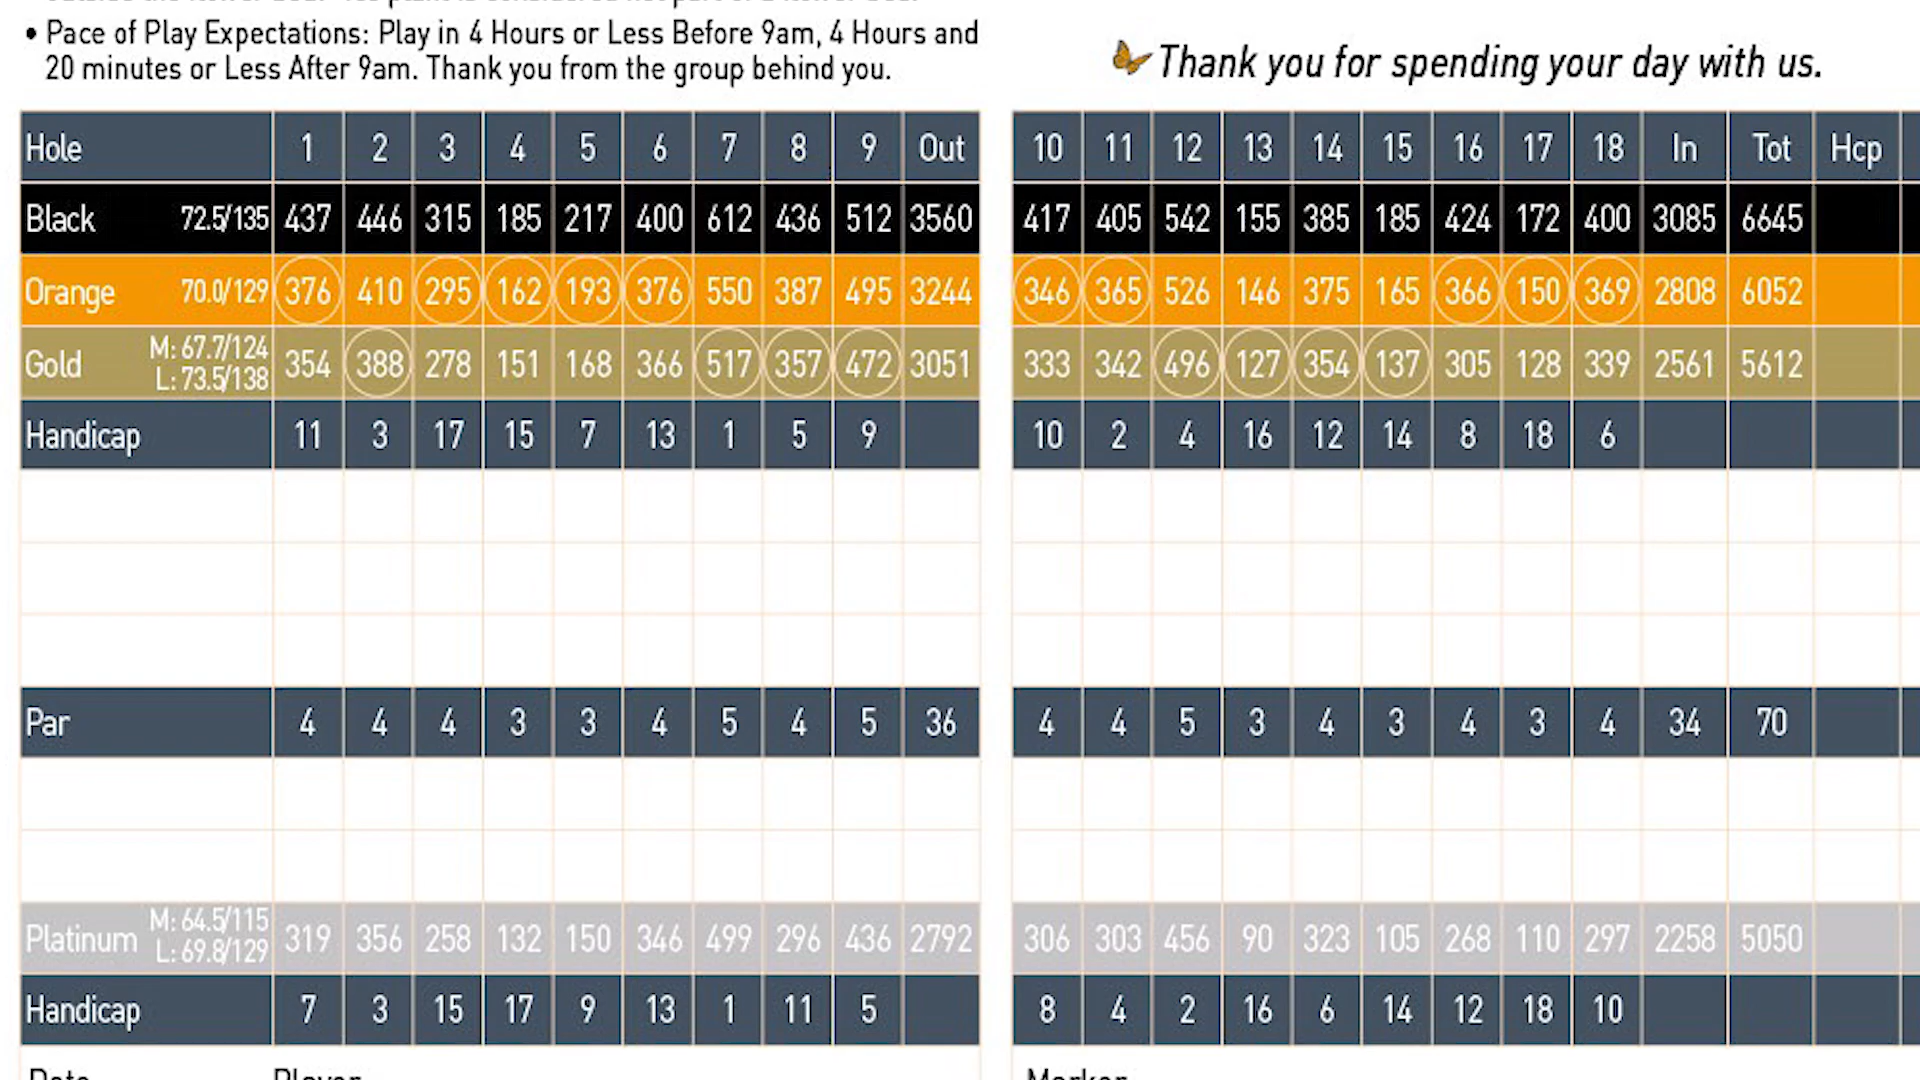 • Pace of Play Expectations: Play in 4 Hours or Less Before 9am, 4 Hours and
20 minutes or Less After 9am. Thank you from the group behind you.
Thank you for spending your day with us.
Hole 1 2 3 4 5 6 7 8 9 Out 10 11 12 13 14 15 16 17 18 In Tot Hcp
Black 72.5/135 437 446 315 185 217 400 612 436 512 3560 417 405 542 155 385 185 424 172 400 3085 6645
Orange 70.0/129 376 410 295 162 193 376 550 387 495 3244 346 365 526 146 375 165 366 150 369 2808 6052
Gold M: 67.7/124 L: 73.5/138 354 388 278 151 168 366 517 357 472 3051 333 342 496 127 354 137 305 128 339 2561 5612
Handicap 11 3 17 15 7 13 1 5 9 10 2 4 16 12 14 8 18 6
Par 4 4 4 3 3 4 5 4 5 36 4 4 5 3 4 3 4 3 4 34 70
Platinum M: 64.5/115 L: 69.8/129 319 356 258 132 150 346 499 296 436 2792 306 303 456 90 323 105 268 110 297 2258 5050
Handicap 7 3 15 17 9 13 1 11 5 8 4 2 16 6 14 12 18 10
Date Player Marker